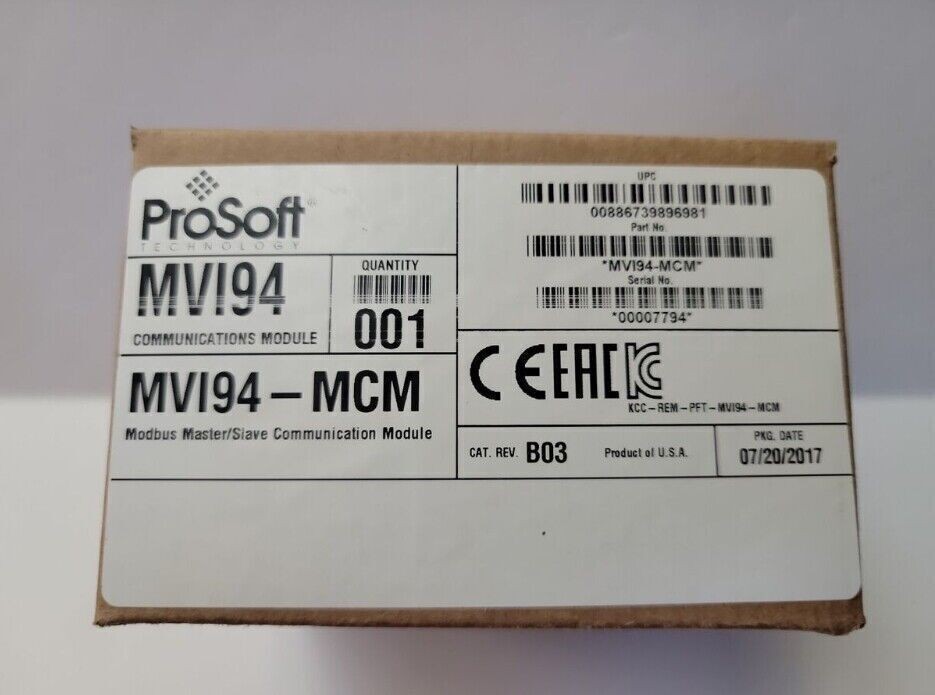 ProSoft®
TECHNOLOGY
MVI94
COMMUNICATIONS MODULE
QUANTITY
001
MVI94-MCM
Modbus Master/Slave Communication Module
UPC
00886739896981
Part No.
*MVI94-MCM*
Serial No.
*00007794*
CE EAC KC
KCC-REM-PFT-MVI94-MCM
CAT. REV. B03
Product of U.S.A.
PKG. DATE
07/20/2017